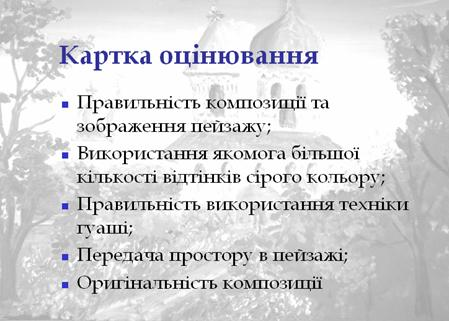 Картка оцінювання
Правильність композиції та
зображення пейзажу;
Використання якомога більшої
кількості відтінків сірого кольору;
Правильність використання техніки
гуаші;
Передача простору в пейзажі;
Оригінальність композиції